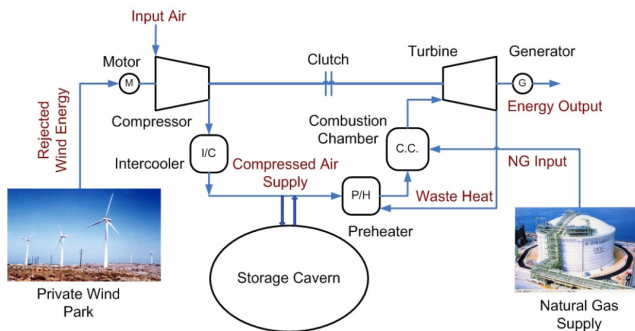 Input Air
Motor
Clutch
Turbine
Generator
M
G
Rejected
Wind Energy
Energy Output
Compressor
Combustion
Chamber
I/C
Intercooler
C.C.
Compressed Air
Supply
NG Input
P/H
Waste Heat
Preheater
Storage Cavern
Private Wind
Park
Natural Gas
Supply